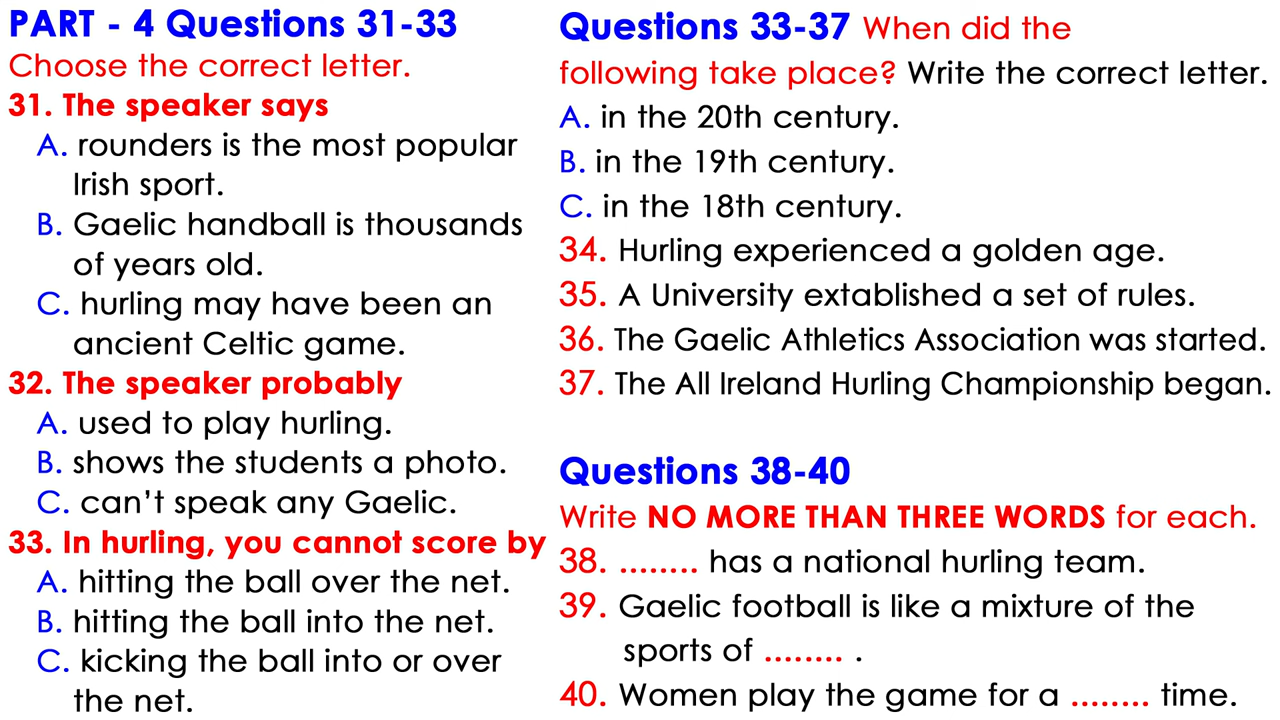 PART - 4 Questions 31-33
Choose the correct letter.
31. The speaker says
A. rounders is the most popular
Irish sport.
B. Gaelic handball is thousands
of years old.
C. hurling may have been an
ancient Celtic game.
32. The speaker probably
A. used to play hurling.
B. shows the students a photo.
C. can't speak any Gaelic.
33. In hurling, you cannot score by
A. hitting the ball over the net.
B. hitting the ball into the net.
C. kicking the ball into or over
the net.
Questions 33-37 When did the
following take place? Write the correct letter.
A. in the 20th century.
B. in the 19th century.
C. in the 18th century.
34. Hurling experienced a golden age.
35. A University extablished a set of rules.
36. The Gaelic Athletics Association was started.
37. The All Ireland Hurling Championship began.
Questions 38-40
Write NO MORE THAN THREE WORDS for each.
38. ........ has a national hurling team.
39. Gaelic football is like a mixture of the
sports of ........ .
40. Women play the game for a ........ time.